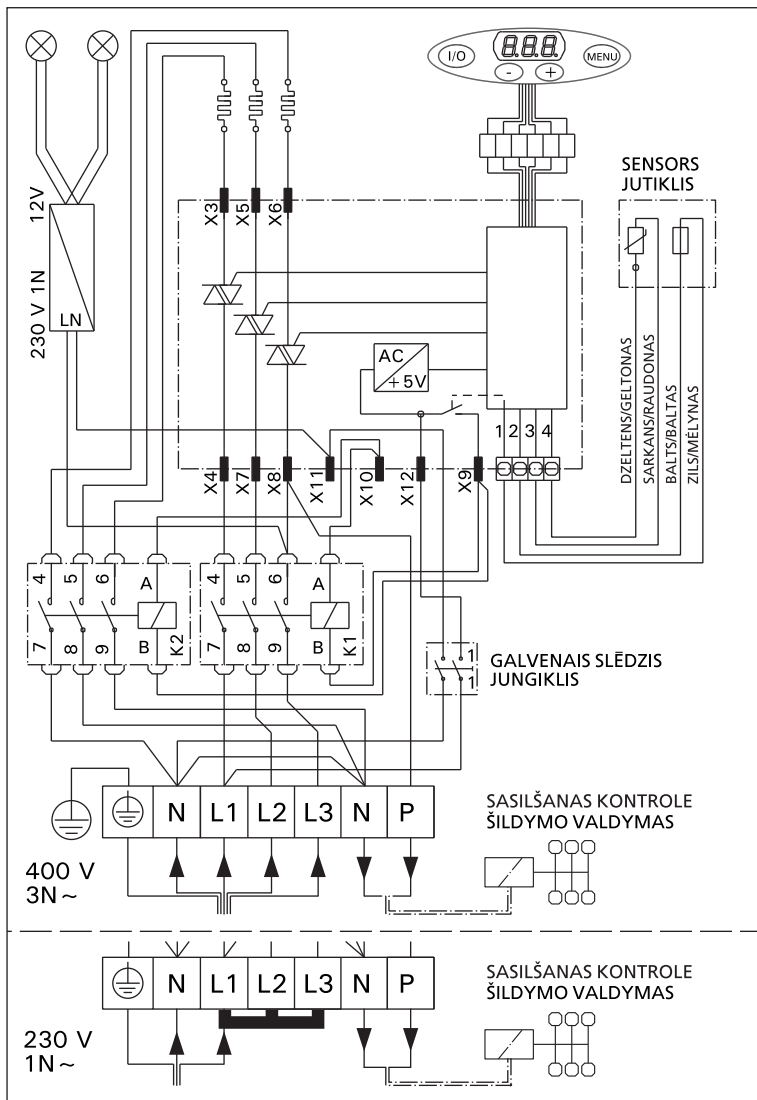 I/O
8.8.8.
MENU
-
+
SENSORS
JUTIKLIS
12V
230 V 1N
LN
X3
X5
X6
AC
+5V
1 2 3 4
DZELTENS/GELTONAS
SARKANS/RAUDONAS
BALTS/BALTAS
ZILS/MĖLYNAS
X4
X7
X8
X11
X10
X12
X9
4 5 6 A
7 8 9 B K2
4 5 6 A
7 8 9 B K1
1
1
GALVENAIS SLĒDZIS
JUNGIKLIS
N L1 L2 L3 N P
SASILŠANAS KONTROLE
ŠILDYMO VALDYMAS
400 V
3N~
N L1 L2 L3 N P
SASILŠANAS KONTROLE
ŠILDYMO VALDYMAS
230 V
1N~